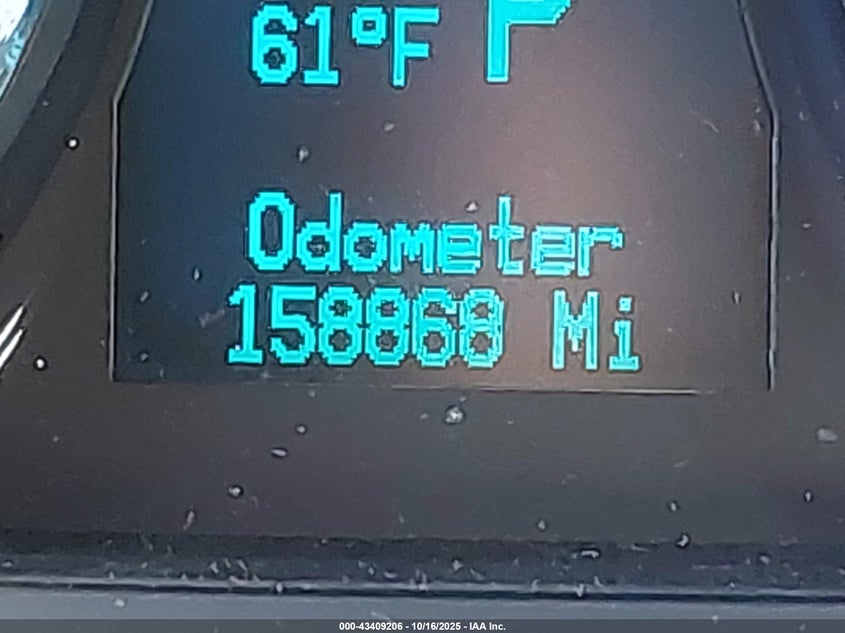 61°F P
Odometer
158868 Mi
000-43409206 - 10/16/2025 - IAA Inc.